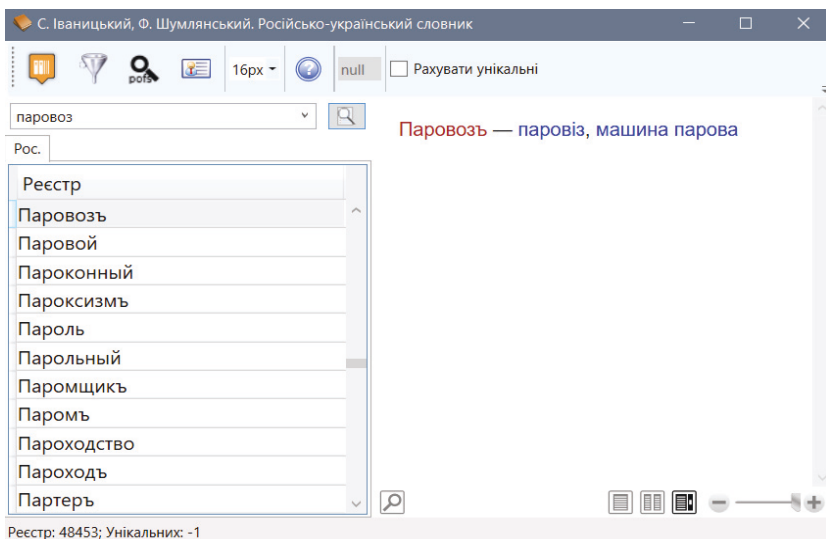 С. Іваницький, Ф. Шумлянський. Російсько-український словник
pofs 16px null Рахувати унікальні
паровоз
Рос.
Реєстр
Паровозъ
Паровой
Пароконный
Пароксизмъ
Пароль
Парольный
Паромщикъ
Паромъ
Пароходство
Пароходъ
Партеръ
Паровозъ — паровіз, машина парова
Реєстр: 48453; Унікальних: -1